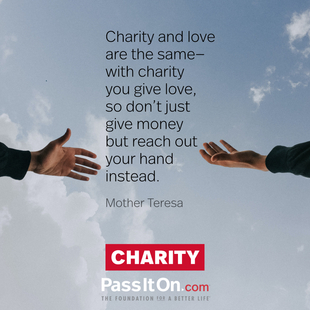 Charity and love
are the same—
with charity
you give love,
so don't just
give money
but reach out
your hand
instead.
Mother Teresa
CHARITY
PassItOn.com
THE FOUNDATION FOR A BETTER LIFE